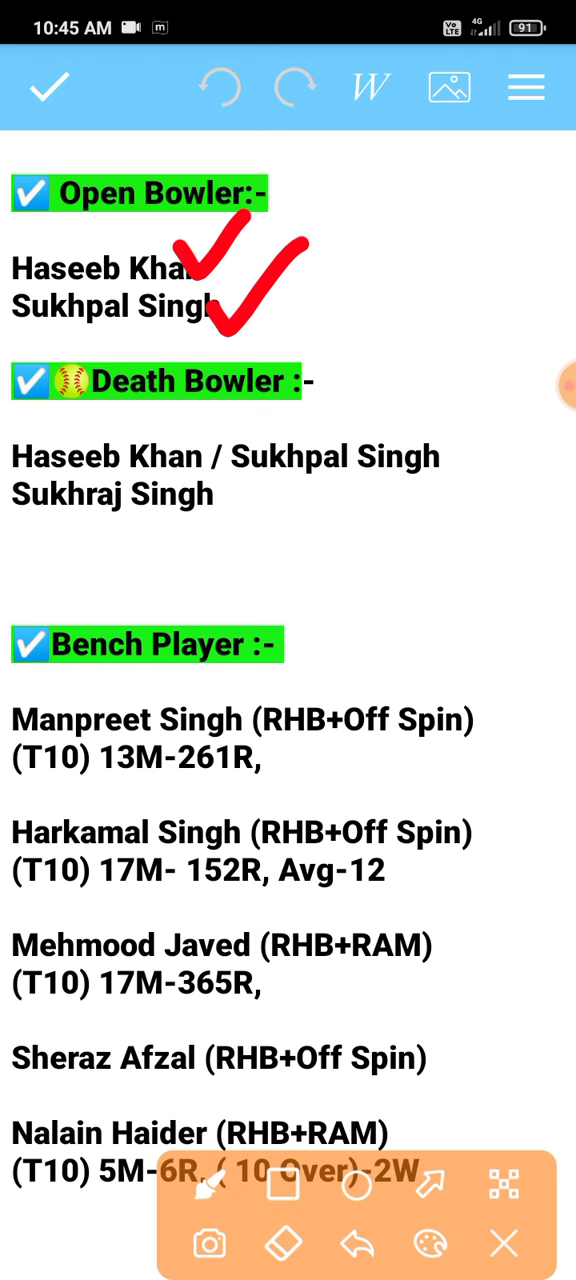 10:45 AM
Vo LTE 4G 91
W
✅ Open Bowler:-
Haseeb Khan
Sukhpal Singh
✅ ⚾Death Bowler :-
Haseeb Khan / Sukhpal Singh
Sukhraj Singh
✅Bench Player :-
Manpreet Singh (RHB+Off Spin)
(T10) 13M-261R,
Harkamal Singh (RHB+Off Spin)
(T10) 17M- 152R, Avg-12
Mehmood Javed (RHB+RAM)
(T10) 17M-365R,
Sheraz Afzal (RHB+Off Spin)
Nalain Haider (RHB+RAM)
(T10) 5M-6R, ( 10 Over)-2W